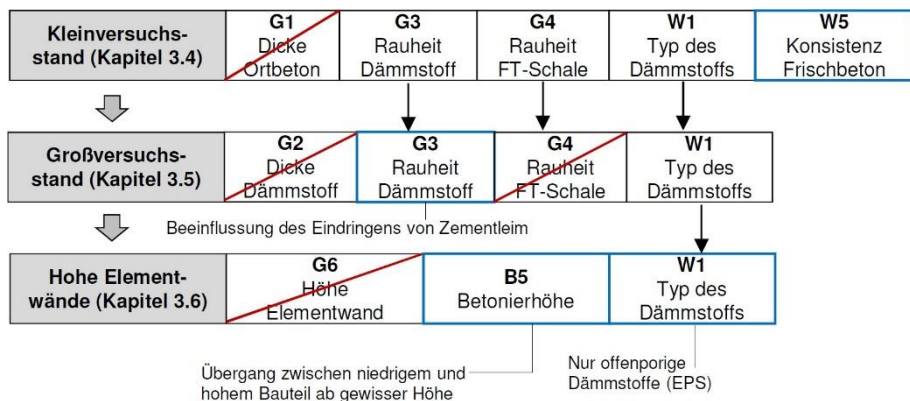 Kleinversuchs-
stand (Kapitel 3.4)
G1
Dicke
Ortbeton
G3
Rauheit
Dämmstoff
G4
Rauheit
FT-Schale
W1
Typ des
Dämmstoffs
W5
Konsistenz
Frischbeton
Großversuchs-
stand (Kapitel 3.5)
G2
Dicke
Dämmstoff
G3
Rauheit
Dämmstoff
G4
Rauheit
FT-Schale
W1
Typ des
Dämmstoffs
Beeinflussung des Eindringens von Zementleim
Hohe Element-
wände (Kapitel 3.6)
G6
Höhe
Elementwand
B5
Betonierhöhe
W1
Typ des
Dämmstoffs
Übergang zwischen niedrigem und
hohem Bauteil ab gewisser Höhe
Nur offenporige
Dämmstoffe (EPS)